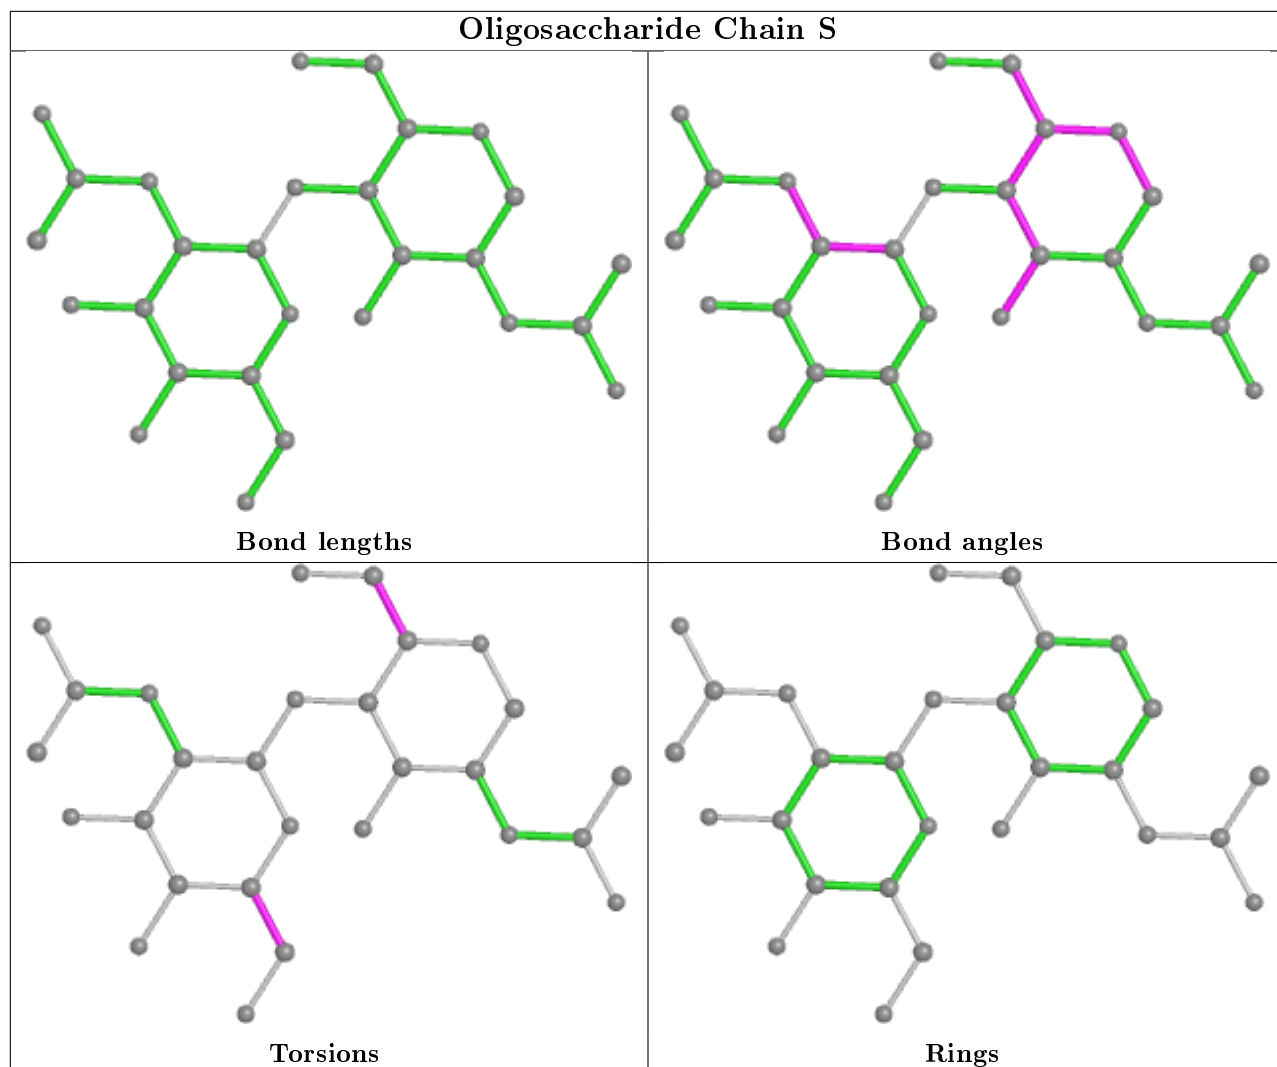 Oligosaccharide Chain S
Bond lengths
Bond angles
Torsions
Rings